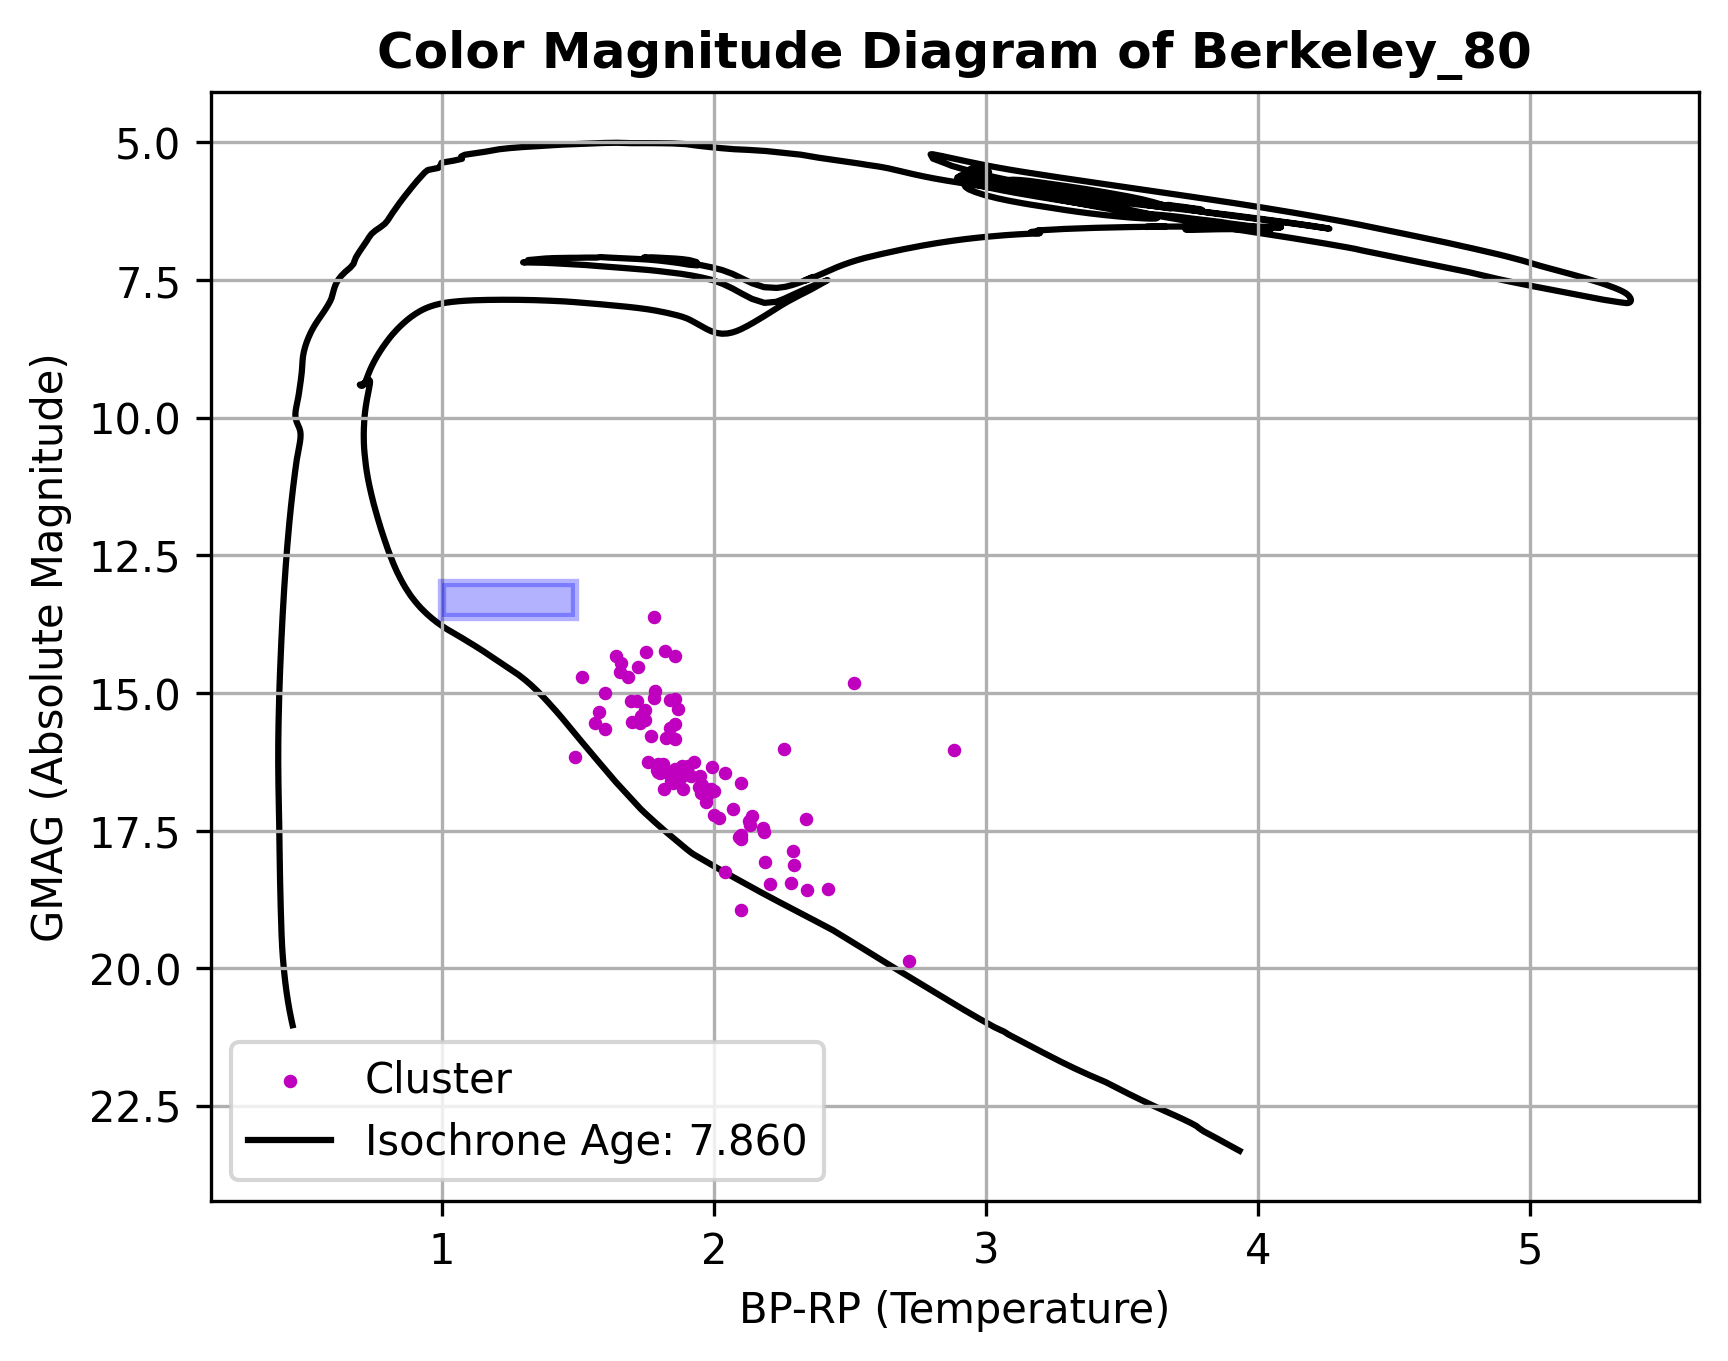 Color Magnitude Diagram of Berkeley_80
5.0
7.5
10.0
12.5
15.0
17.5
20.0
22.5
GMAG (Absolute Magnitude)
Cluster
Isochrone Age: 7.860
1 2 3 4 5
BP-RP (Temperature)